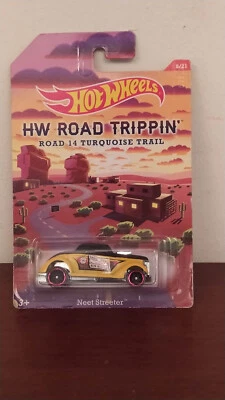 HOT WHEELS
HW ROAD TRIPPIN'
ROAD 14 TURQUOISE TRAIL
3+
Neet Streeter